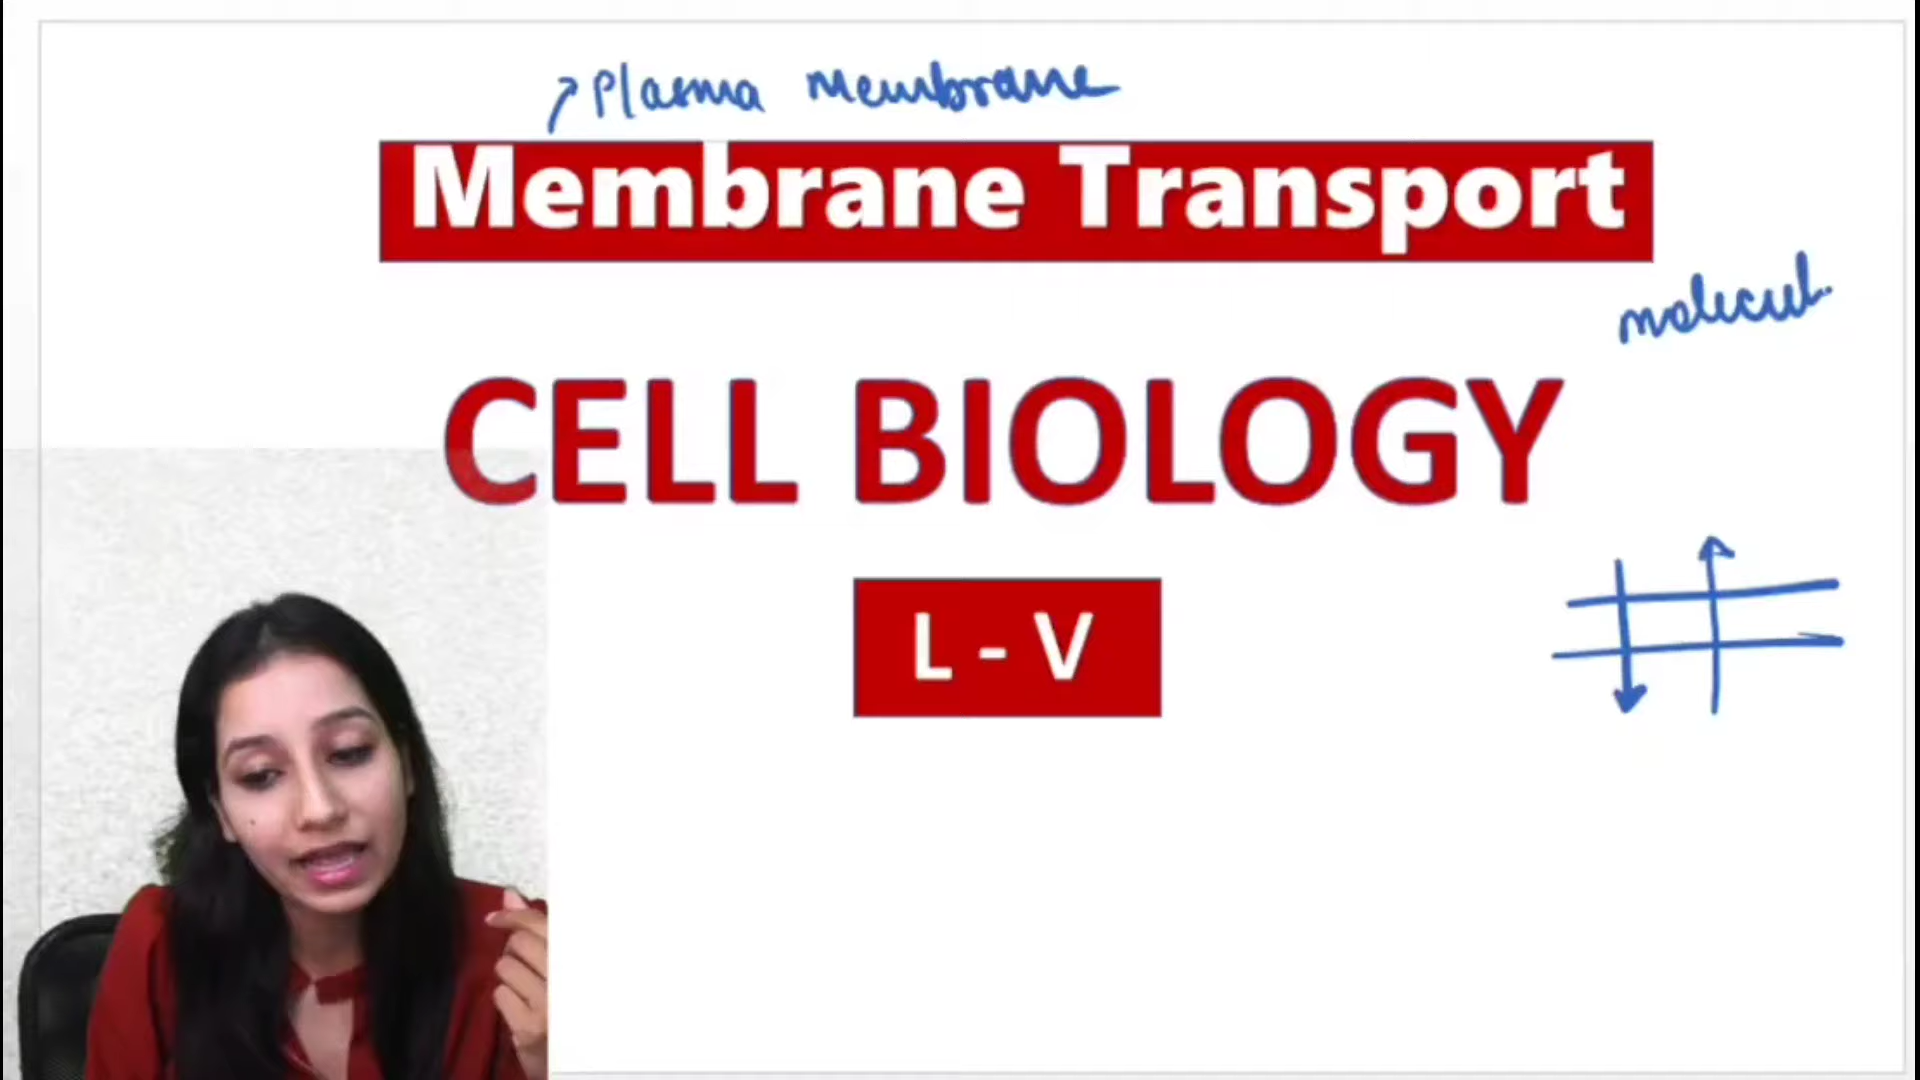 Plasma Membrane
Membrane Transport
molecul.
CELL BIOLOGY
L - V